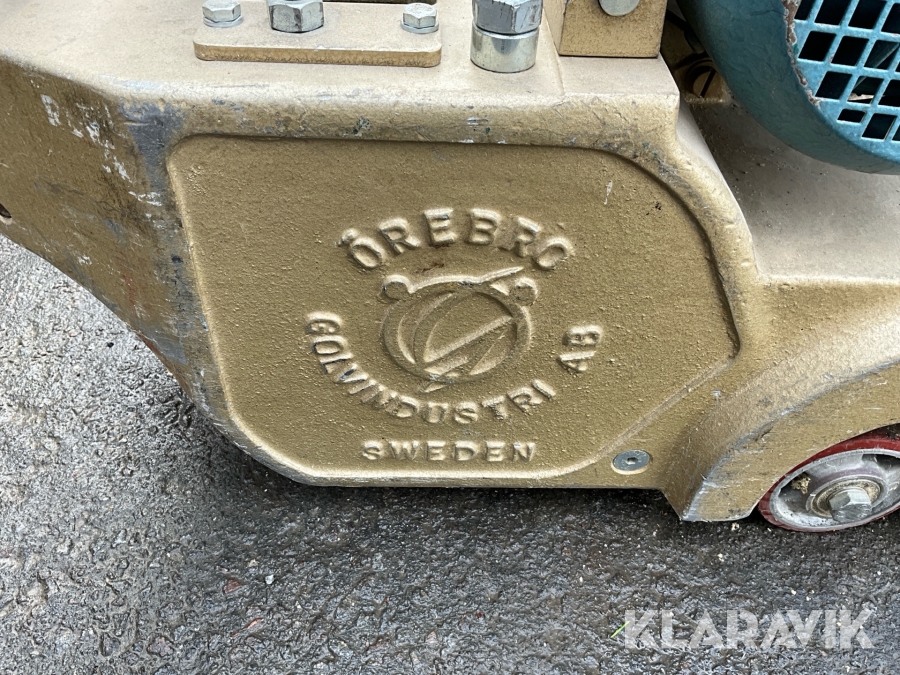 ÖREBRO
GOLVINDUSTRI AB
SWEDEN
KLARAVIK